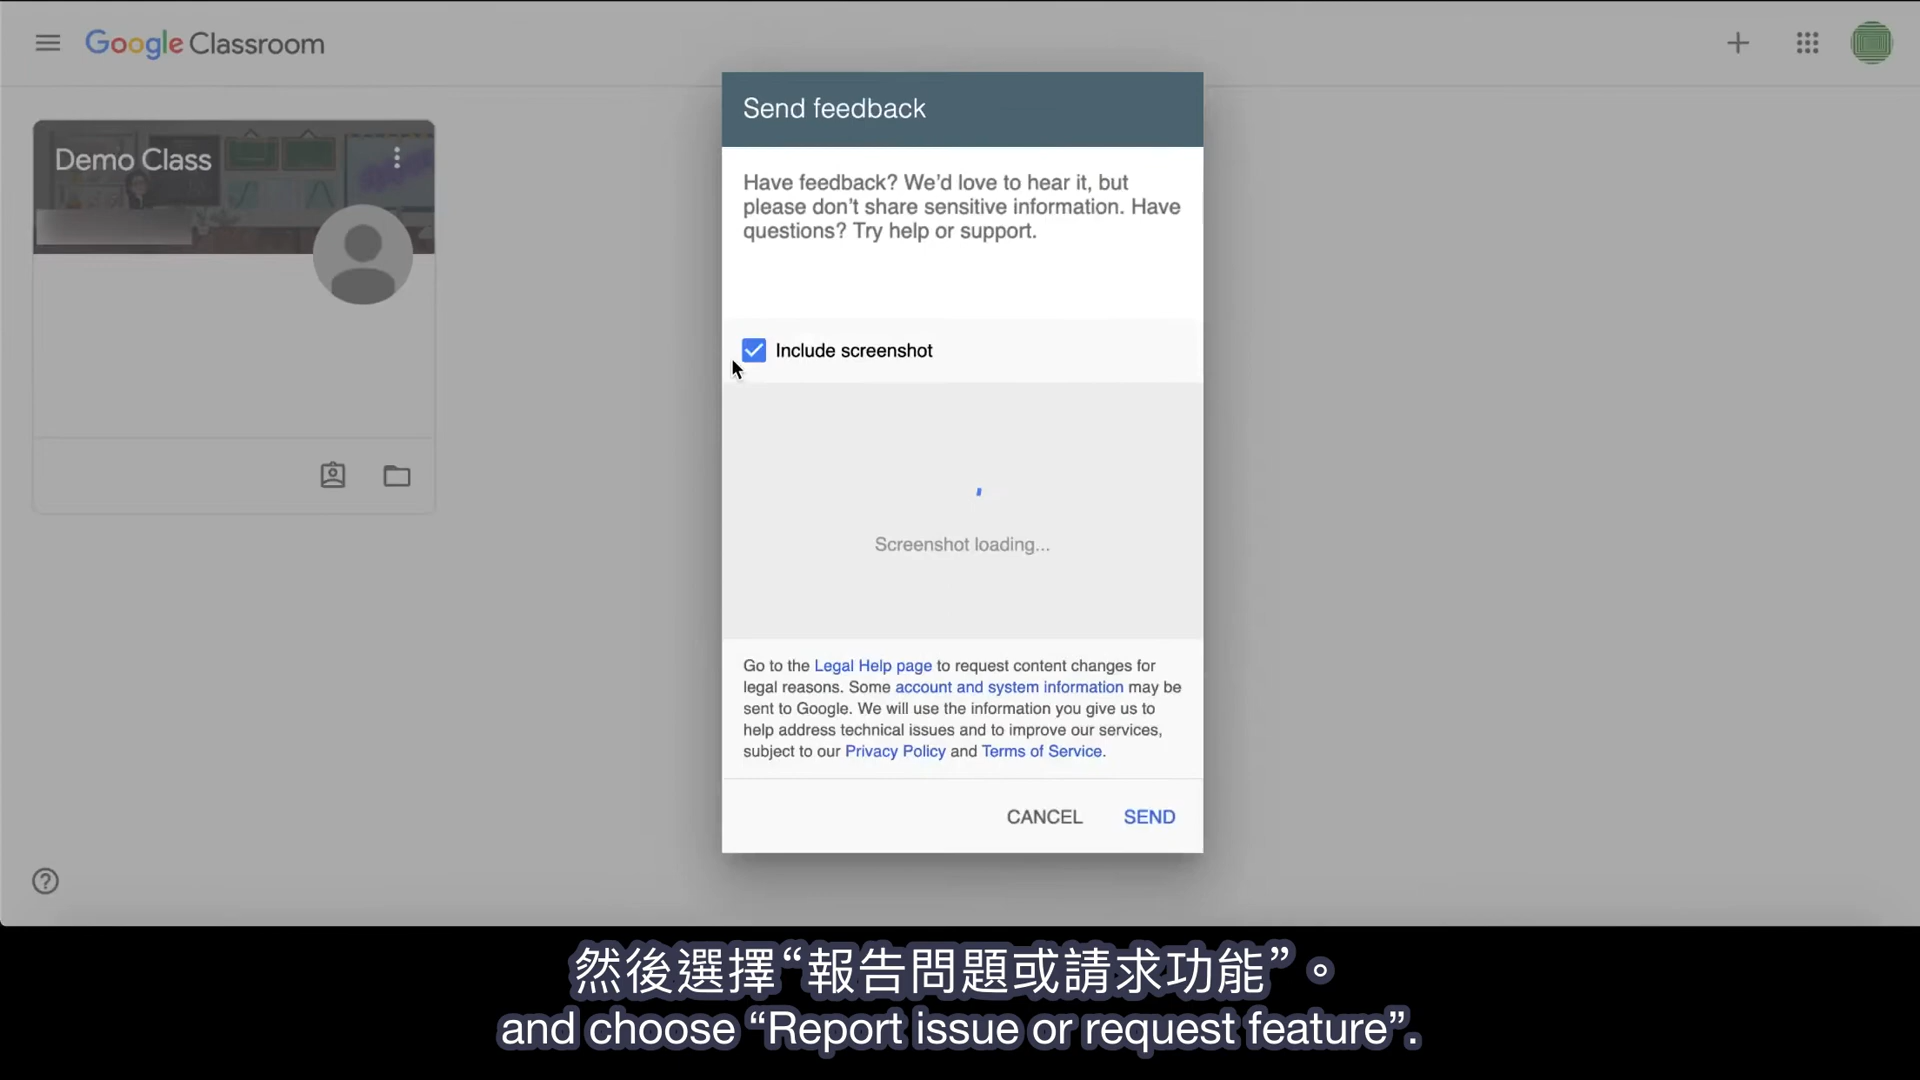 Google Classroom
Send feedback
Demo Class
Have feedback? We’d love to hear it, but
please don’t share sensitive information. Have
questions? Try help or support.
Include screenshot
Screenshot loading...
Go to the Legal Help page to request content changes for
legal reasons. Some account and system information may be
sent to Google. We will use the information you give us to
help address technical issues and to improve our services,
subject to our Privacy Policy and Terms of Service.
CANCEL SEND
然後選擇“報告問題或請求功能”。
and choose “Report issue or request feature”.